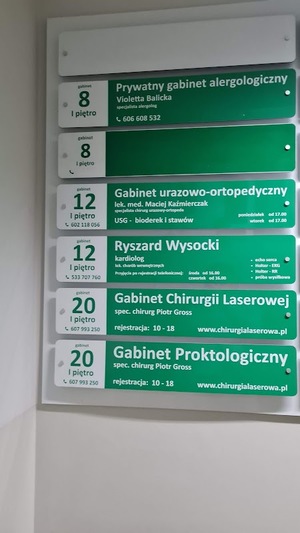 gabinet
8
I piętro
Prywatny gabinet alergologiczny
Violetta Balicka
specjalista alergolog
606 608 532
gabinet
8
I piętro
gabinet
12
I piętro
602 118 056
Gabinet urazowo-ortopedyczny
lek. med. Maciej Kaźmierczak
specjalista chirurg urazowy-ortopeda
USG - bioderek i stawów
poniedziałek od 17.00
wtorek od 17.00
gabinet
12
I piętro
533 707 760
Ryszard Wysocki
kardiolog
lek. chorób wewnętrznych
Przyjęcia po rejestracji telefonicznej: środa od 16.00
czwartek od 16.00
• echo serca
• Holter - EKG
• Holter - RR
• próba wysiłkowa
gabinet
20
I piętro
607 993 250
Gabinet Chirurgii Laserowej
spec. chirurg Piotr Gross
rejestracja: 10 - 18
www.chirurgialaserowa.pl
gabinet
20
I piętro
607 993 250
Gabinet Proktologiczny
spec. chirurg Piotr Gross
rejestracja: 10 - 18
www.chirurgialaserowa.pl